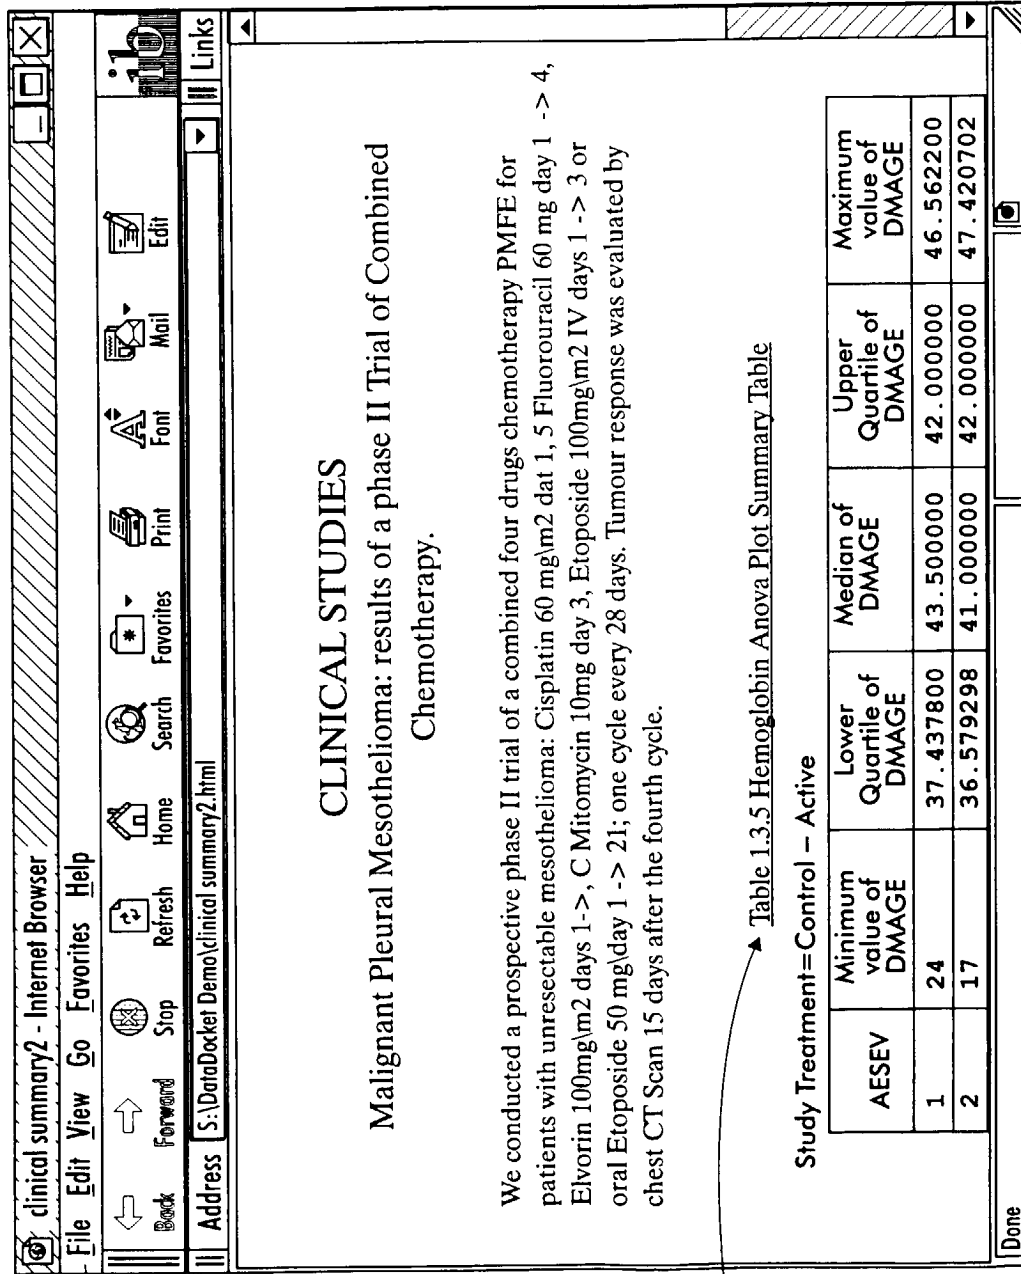 clinical summary2 - Internet Browser
File Edit View Go Favorites Help
Back Forward Stop Refresh Home Search Favorites Print Font Mail Edit
Address S:\DataDocket Demo\clinical summary2.html Links
CLINICAL STUDIES
Malignant Pleural Mesothelioma: results of a phase II Trial of Combined
Chemotherapy.
We conducted a prospective phase II trial of a combined four drugs chemotherapy PMFE for
patients with unresectable mesothelioma: Cisplatin 60 mg\m2 dat 1, 5 Fluorouracil 60 mg day 1 -> 4,
Elvorin 100mg\m2 days 1->, C Mitomycin 10mg day 3, Etoposide 100mg\m2 IV days 1 -> 3 or
oral Etoposide 50 mg\day 1 -> 21; one cycle every 28 days. Tumour response was evaluated by
chest CT Scan 15 days after the fourth cycle.
Table 1.3.5 Hemoglobin Anova Plot Summary Table
Study Treatment=Control – Active
AESEV Minimum value of DMAGE Lower Quartile of DMAGE Median of DMAGE Upper Quartile of DMAGE Maximum value of DMAGE
1 24 37.437800 43.500000 42.000000 46.562200
2 17 36.579298 41.000000 42.000000 47.420702
Done